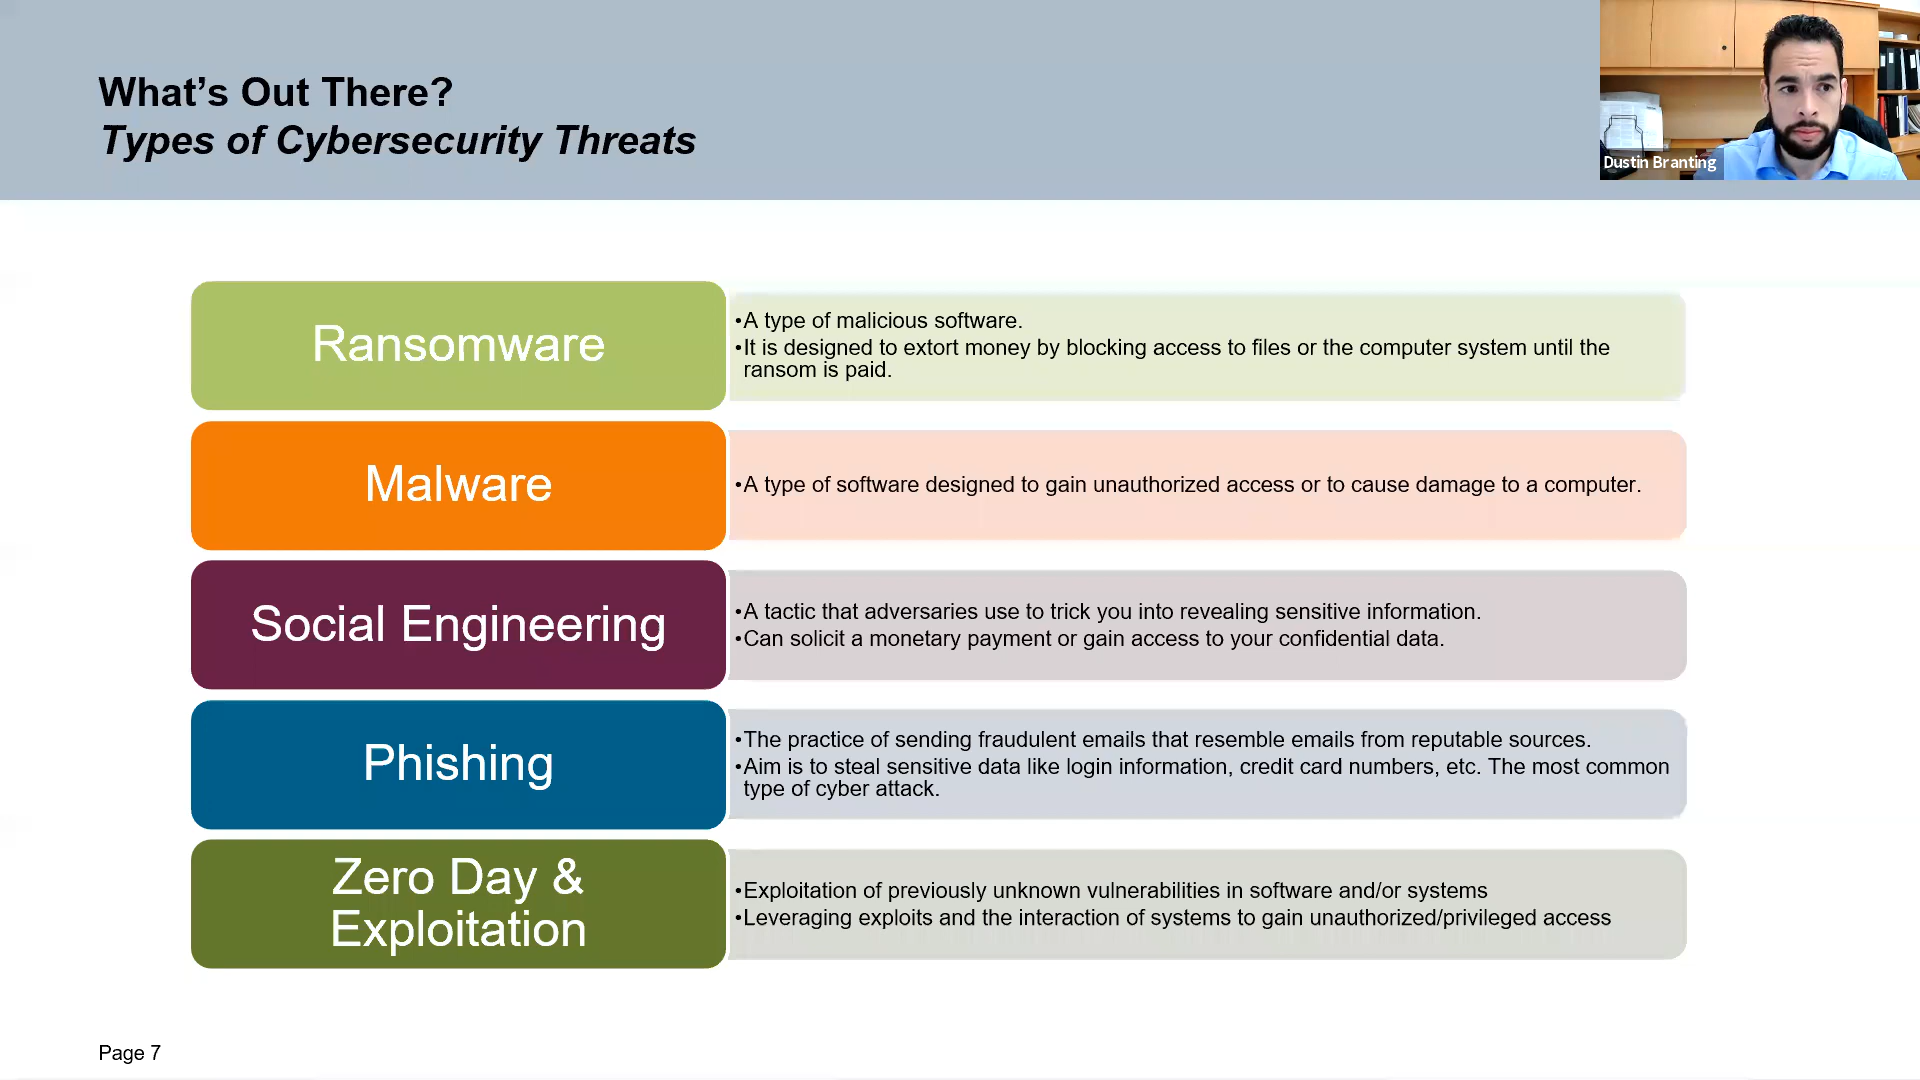 What’s Out There?
Types of Cybersecurity Threats
Dustin Branting
Ransomware
•A type of malicious software.
•It is designed to extort money by blocking access to files or the computer system until the
ransom is paid.
Malware
•A type of software designed to gain unauthorized access or to cause damage to a computer.
Social Engineering
•A tactic that adversaries use to trick you into revealing sensitive information.
•Can solicit a monetary payment or gain access to your confidential data.
Phishing
•The practice of sending fraudulent emails that resemble emails from reputable sources.
•Aim is to steal sensitive data like login information, credit card numbers, etc. The most common
type of cyber attack.
Zero Day &
Exploitation
•Exploitation of previously unknown vulnerabilities in software and/or systems
•Leveraging exploits and the interaction of systems to gain unauthorized/privileged access
Page 7